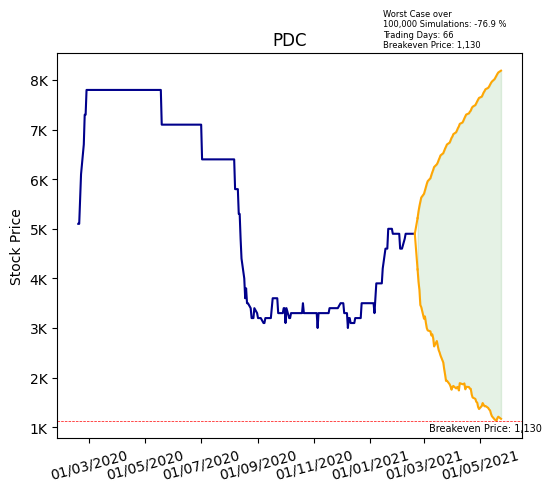 Worst Case over
100,000 Simulations: -76.9 %
Trading Days: 66
Breakeven Price: 1,130
PDC
8K
7K
6K
5K
4K
3K
2K
1K
Stock Price
Breakeven Price: 1,130
01/03/2020
01/05/2020
01/07/2020
01/09/2020
01/11/2020
01/01/2021
01/03/2021
01/05/2021